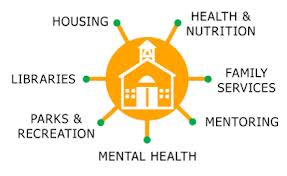 HOUSING
HEALTH &
NUTRITION
LIBRARIES
FAMILY
SERVICES
PARKS &
RECREATION
MENTORING
MENTAL HEALTH